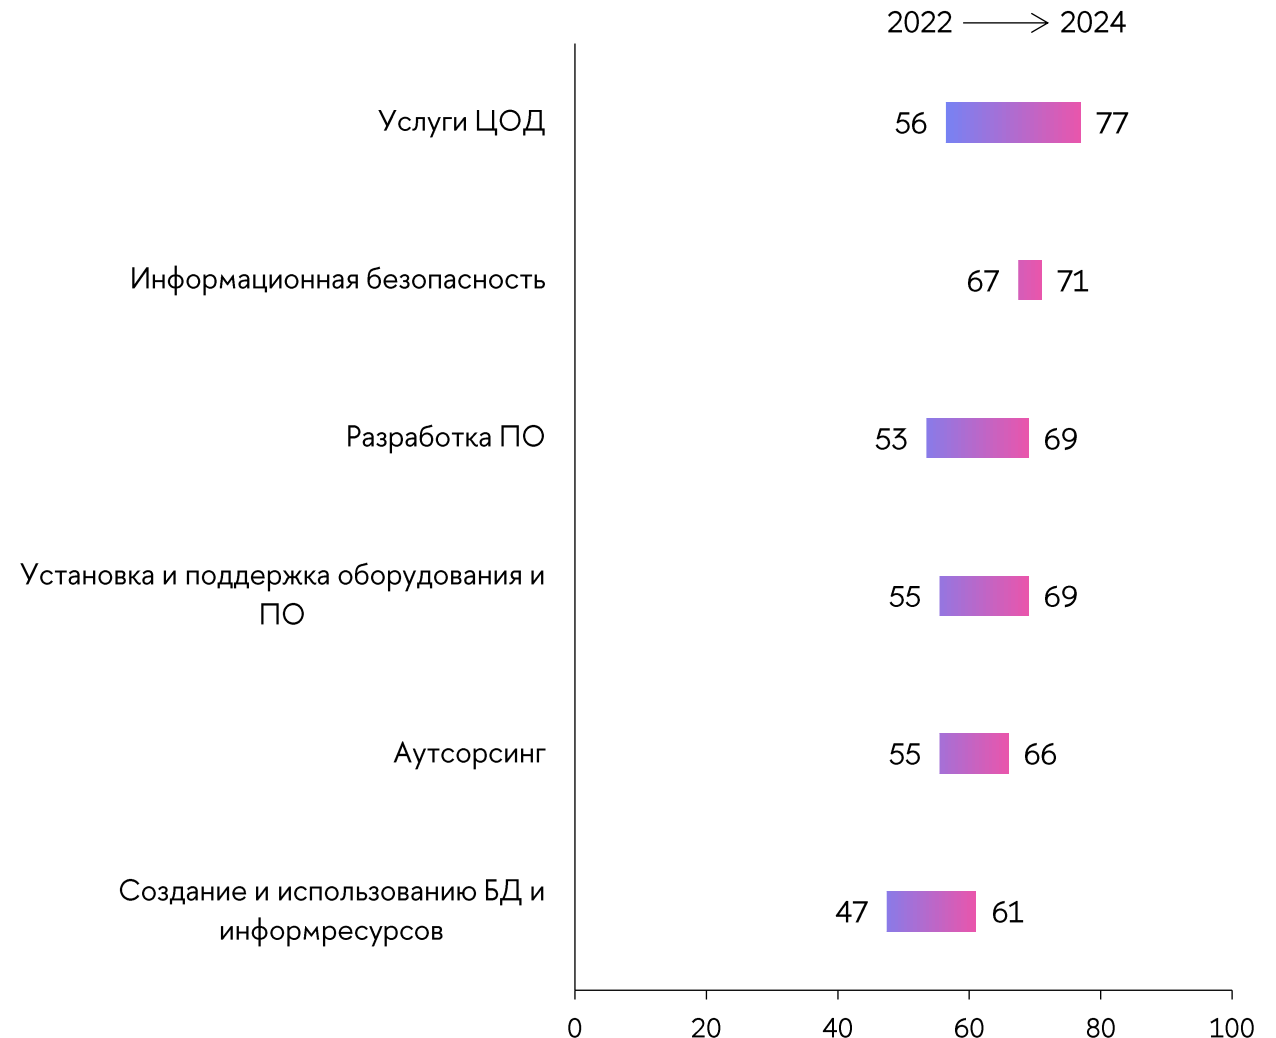 2022 2024
Услуги ЦОД 56 77
Информационная безопасность 67 71
Разработка ПО 53 69
Установка и поддержка оборудования и
ПО
55 69
Аутсорсинг 55 66
Создание и использованию БД и
информресурсов
47 61
0 20 40 60 80 100